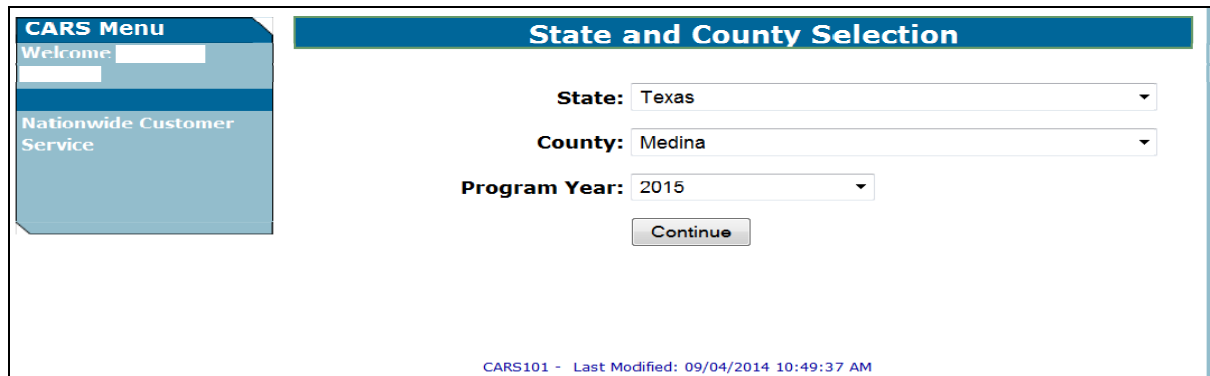 CARS Menu
Welcome
Nationwide Customer
Service
State and County Selection
State: Texas
County: Medina
Program Year: 2015
Continue
CARS101 - Last Modified: 09/04/2014 10:49:37 AM